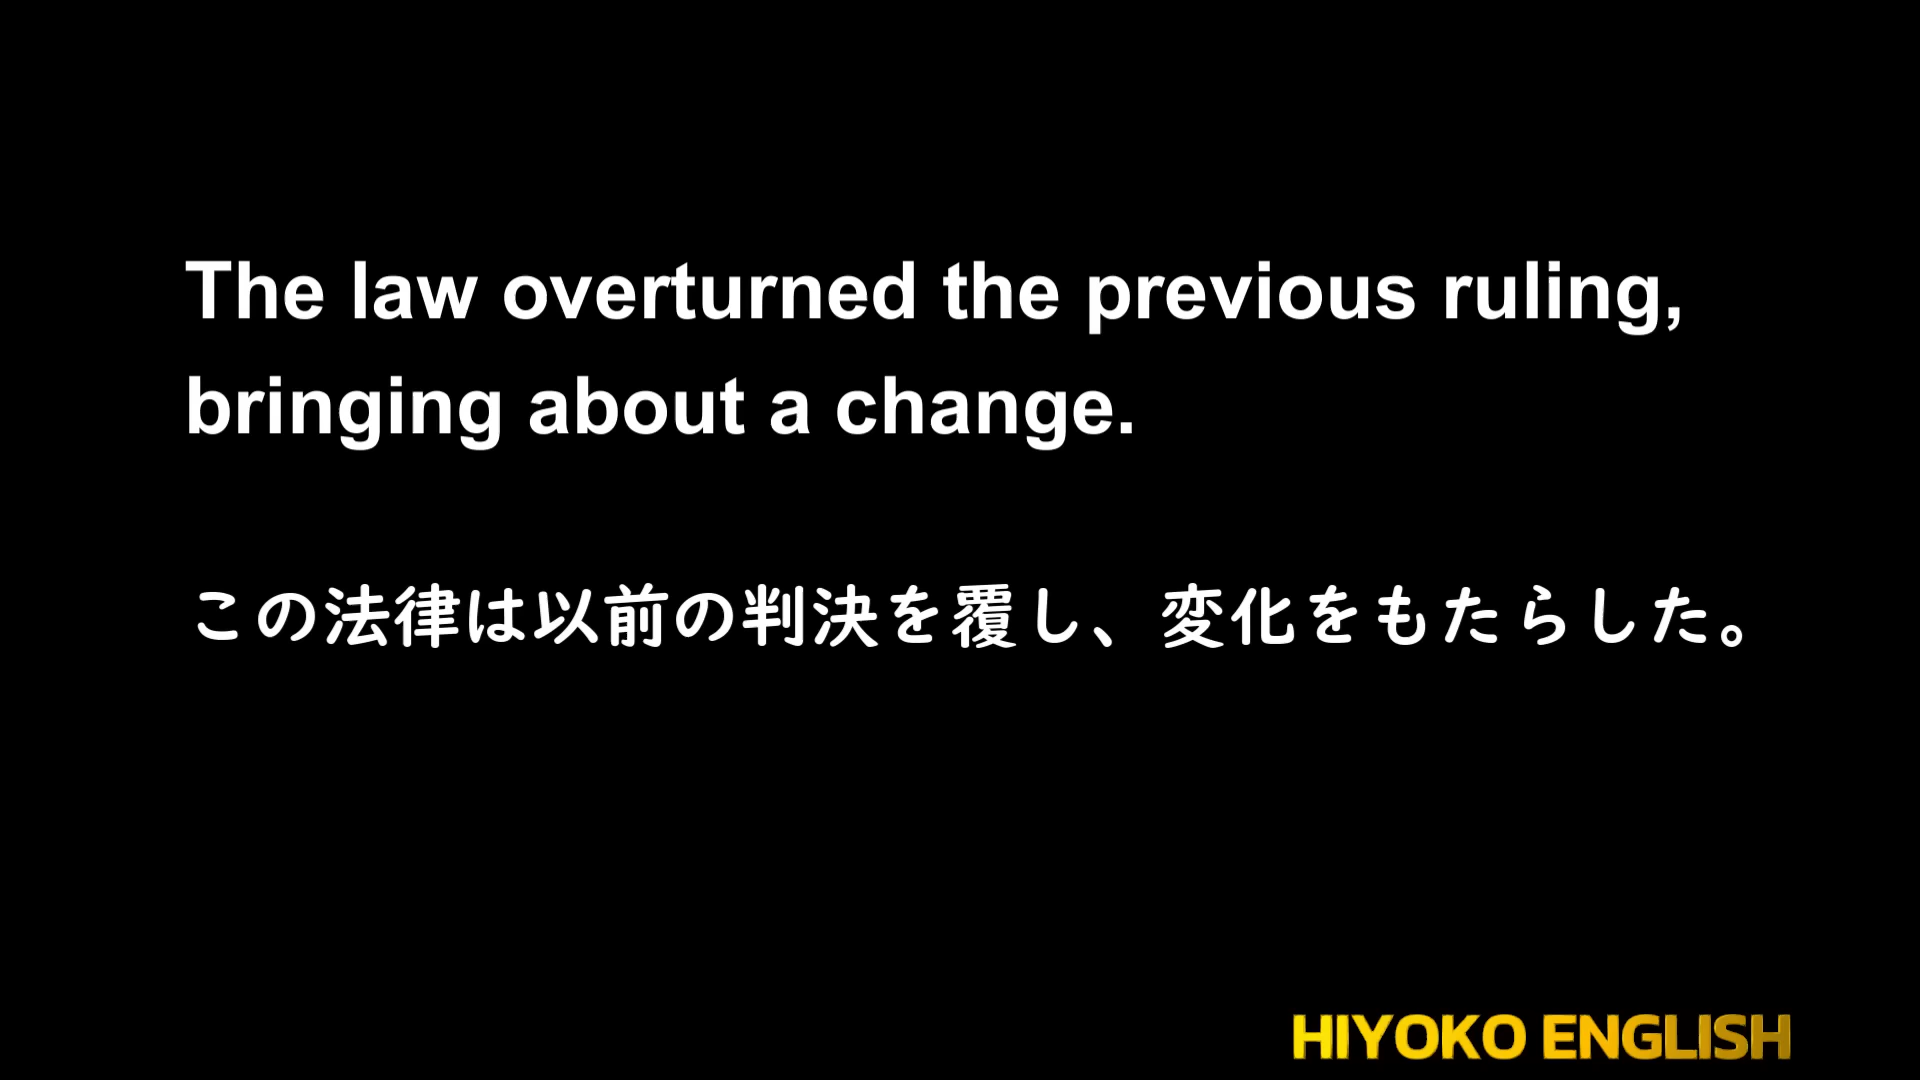 The law overturned the previous ruling,
bringing about a change.
この法律は以前の判決を覆し、変化をもたらした。
HIYOKO ENGLISH